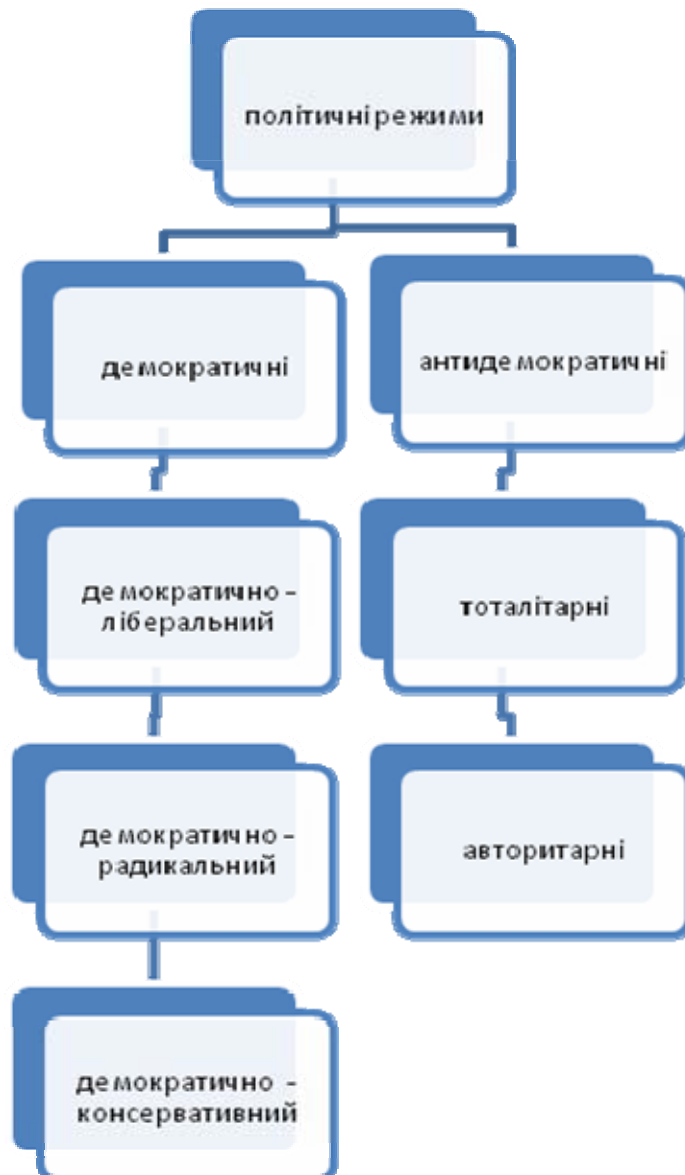 політичні режими
демократичні
антидемократичні
демократично -
ліберальний
тоталітарні
демократично -
радикальний
авторитарні
демократично -
консервативний